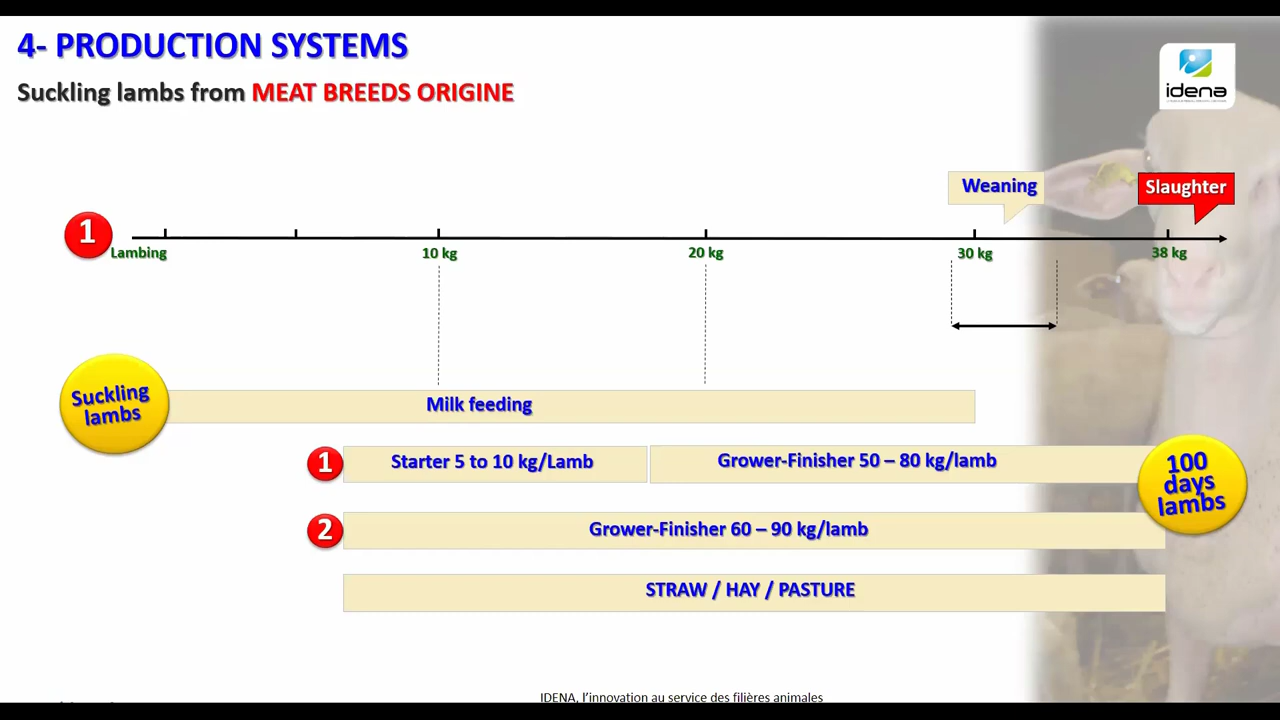 4- PRODUCTION SYSTEMS
Suckling lambs from MEAT BREEDS ORIGINE
idena
Weaning
Slaughter
1
Lambing
10 kg
20 kg
30 kg
38 kg
Suckling
lambs
Milk feeding
1
Starter 5 to 10 kg/Lamb
Grower-Finisher 50 – 80 kg/lamb
100
days
lambs
2
Grower-Finisher 60 – 90 kg/lamb
STRAW / HAY / PASTURE
IDENA, l'innovation au service des filières animales